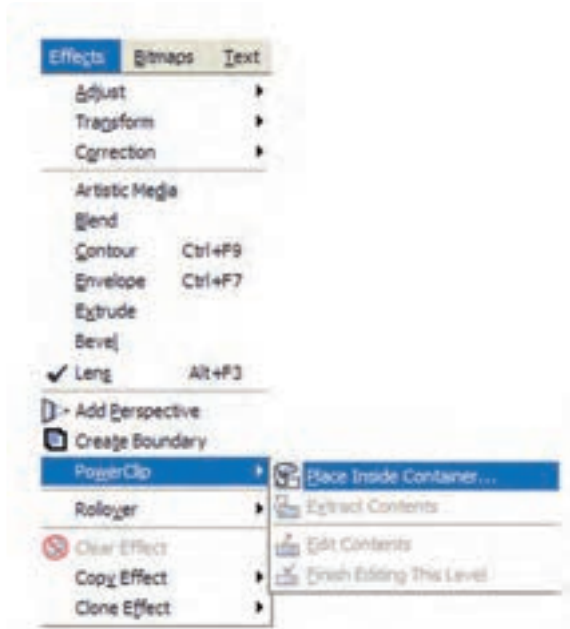 Effects Bitmaps Text
Adjust
Transform
Correction
Artistic Media
Blend
Contour Ctrl+F9
Envelope Ctrl+F7
Extrude
Bevel
Lens Alt+F3
Add Perspective
Create Boundary
PowerClip
Place Inside Container...
Rollover
Extract Contents
Clear Effect
Edit Contents
Copy Effect
Finish Editing This Level
Clone Effect